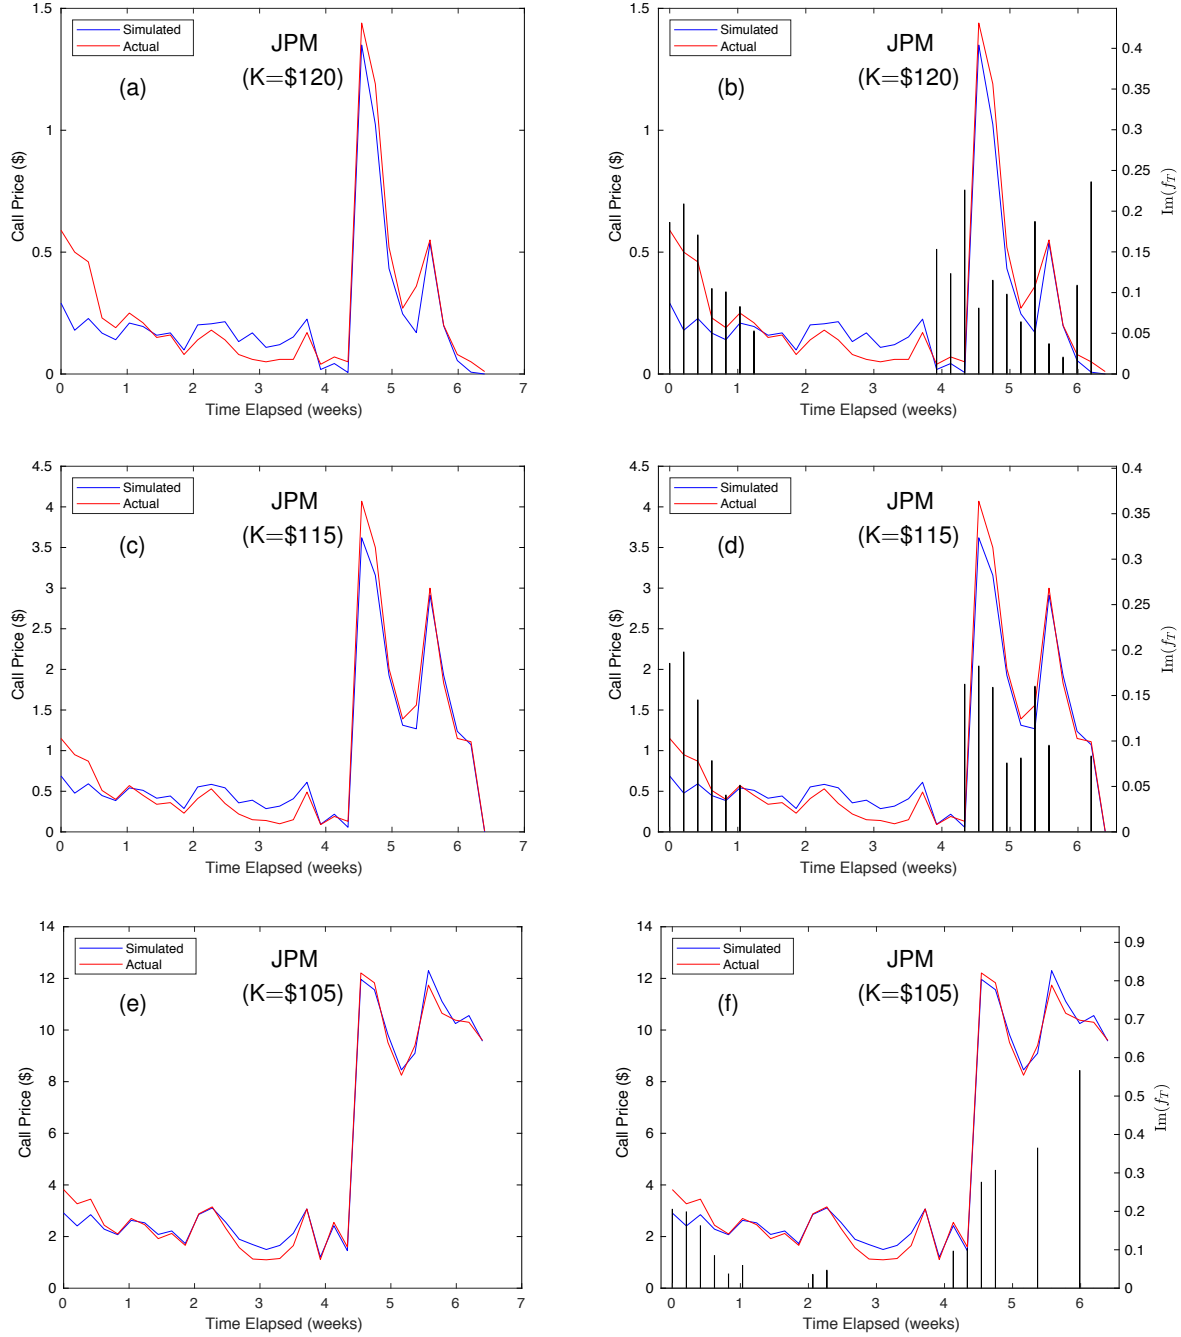 1.5
1
0.5
0
Call Price ($)
Simulated
Actual
JPM
(K=$120)
(a)
0 1 2 3 4 5 6 7
Time Elapsed (weeks)
1.5
1
0.5
0
Call Price ($)
Simulated
Actual
JPM
(K=$120)
(b)
0.4
0.35
0.3
0.25
0.2
0.15
0.1
0.05
0
Im(f_T)
0 1 2 3 4 5 6
Time Elapsed (weeks)
4.5
4
3.5
3
2.5
2
1.5
1
0.5
0
Call Price ($)
Simulated
Actual
JPM
(K=$115)
(c)
0 1 2 3 4 5 6 7
Time Elapsed (weeks)
4.5
4
3.5
3
2.5
2
1.5
1
0.5
0
Call Price ($)
Simulated
Actual
JPM
(K=$115)
(d)
0.4
0.35
0.3
0.25
0.2
0.15
0.1
0.05
0
Im(f_T)
0 1 2 3 4 5 6
Time Elapsed (weeks)
14
12
10
8
6
4
2
0
Call Price ($)
Simulated
Actual
JPM
(K=$105)
(e)
0 1 2 3 4 5 6 7
Time Elapsed (weeks)
14
12
10
8
6
4
2
0
Call Price ($)
Simulated
Actual
JPM
(K=$105)
(f)
0.9
0.8
0.7
0.6
0.5
0.4
0.3
0.2
0.1
0
Im(f_T)
0 1 2 3 4 5 6
Time Elapsed (weeks)